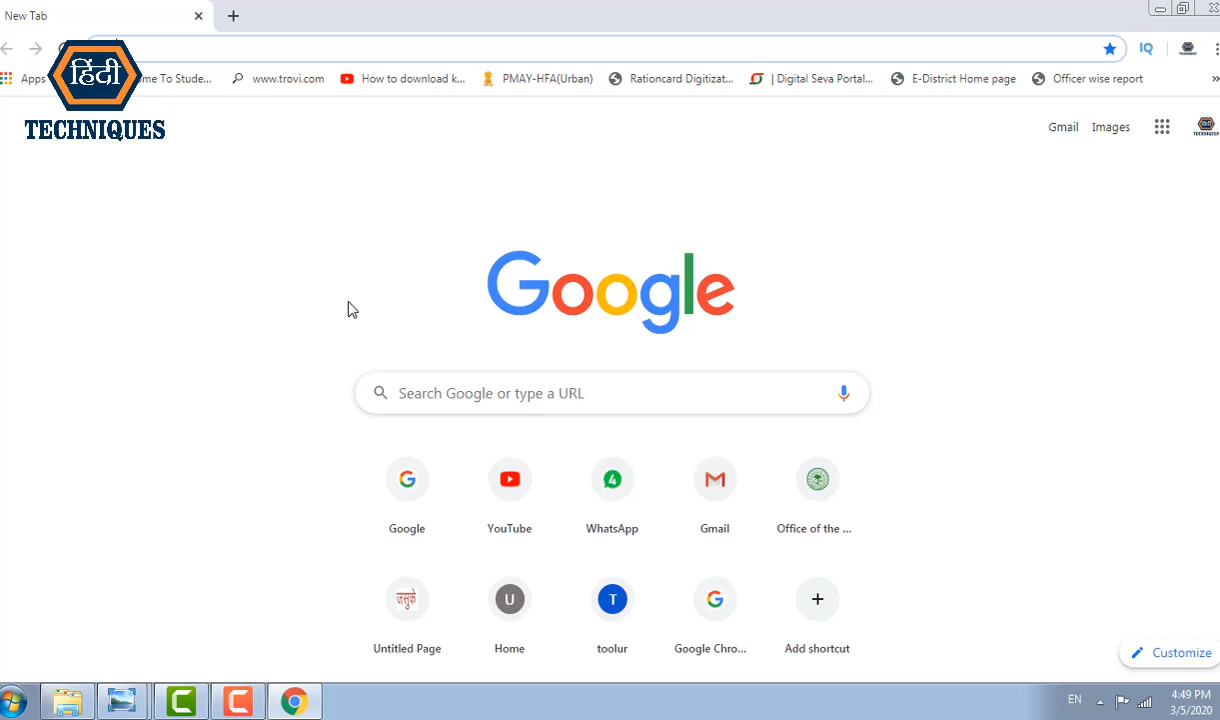 New Tab
IQ
Apps
ome To Stude...
www.trovi.com
How to download k...
PMAY-HFA(Urban)
Rationcard Digitizat...
| Digital Seva Portal...
E-District Home page
Officer wise report
»
हिंदी
TECHNIQUES
Gmail
Images
Google
Search Google or type a URL
4
Google
YouTube
WhatsApp
Gmail
Office of the ...
जसुके
U
T
Untitled Page
Home
toolur
Google Chro...
Add shortcut
Customize
EN
4:49 PM
3/5/2020